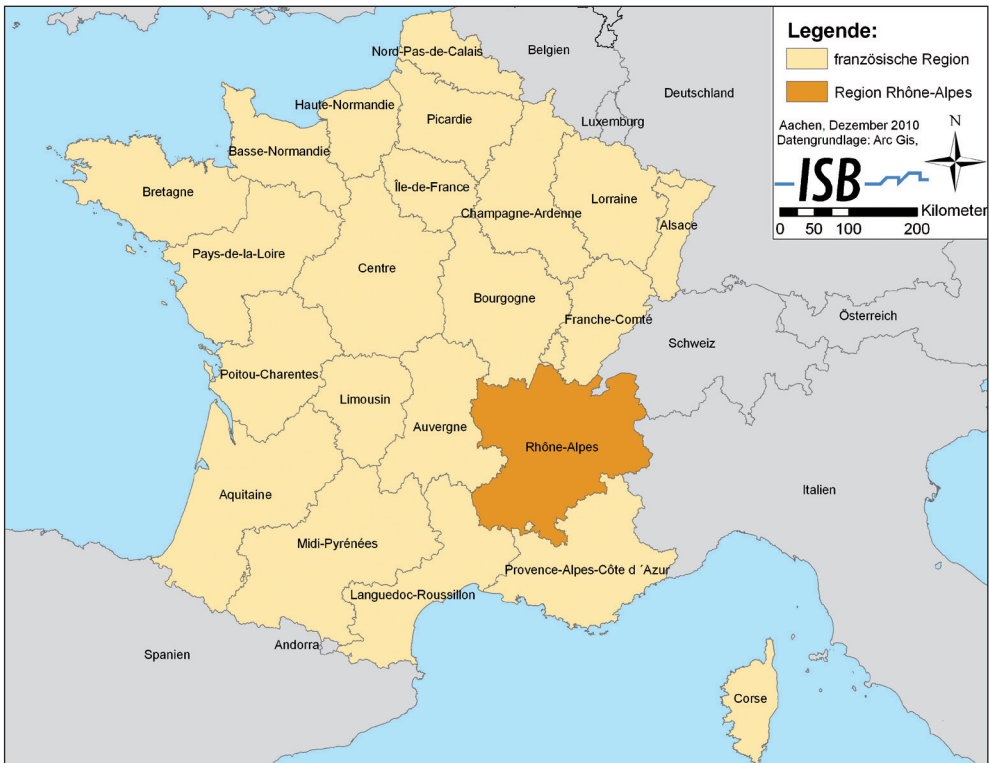 Legende:
französische Region
Region Rhône-Alpes
Aachen, Dezember 2010
Datengrundlage: Arc Gis,
N
ISB
Kilometer
0 50 100 200
Nord-Pas-de-Calais
Belgien
Deutschland
Haute-Normandie
Picardie
Luxemburg
Basse-Normandie
Bretagne
Île-de-France
Champagne-Ardenne
Lorraine
Alsace
Pays-de-la-Loire
Centre
Bourgogne
Franche-Comté
Österreich
Schweiz
Poitou-Charentes
Limousin
Auvergne
Rhône-Alpes
Italien
Aquitaine
Midi-Pyrénées
Provence-Alpes-Côte d ´Azur
Languedoc-Roussillon
Andorra
Spanien
Corse